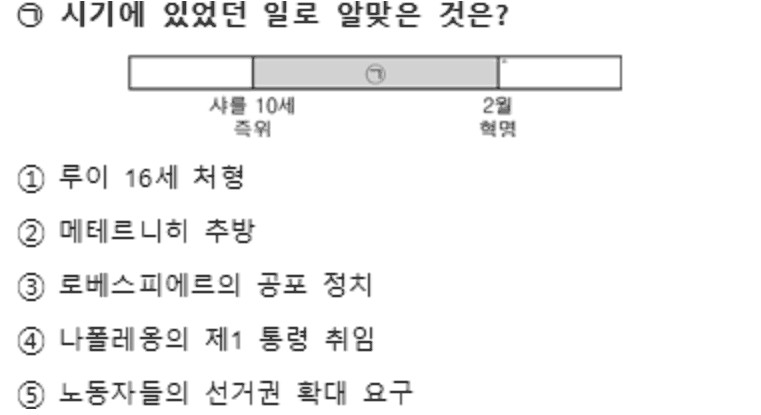 ㉠ 시기에 있었던 일로 알맞은 것은?
㉠
샤를 10세
즉위
2월
혁명
① 루이 16세 처형
② 메테르니히 추방
③ 로베스피에르의 공포 정치
④ 나폴레옹의 제1 통령 취임
⑤ 노동자들의 선거권 확대 요구